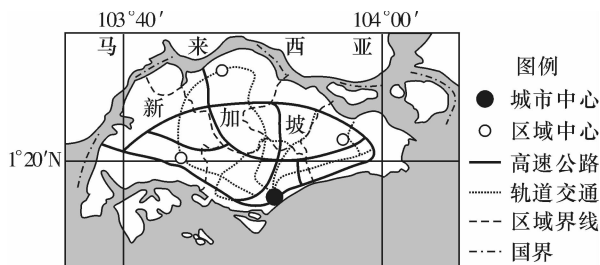 103°40′ 104°00′
马来西亚
新加坡
1°20′N
图例
城市中心
区域中心
高速公路
轨道交通
区域界线
国界